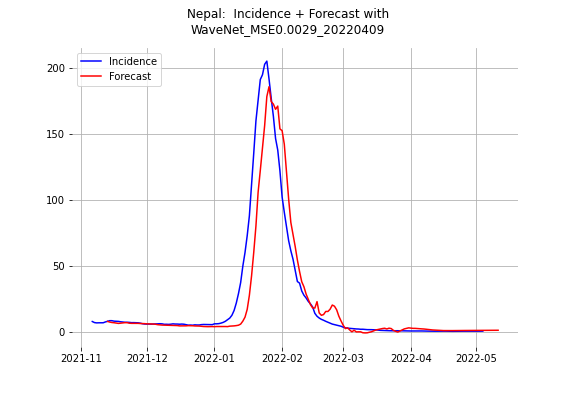 Nepal:  Incidence + Forecast with
WaveNet_MSE0.0029_20220409
Incidence
Forecast
200
150
100
50
0
2021-11 2021-12 2022-01 2022-02 2022-03 2022-04 2022-05